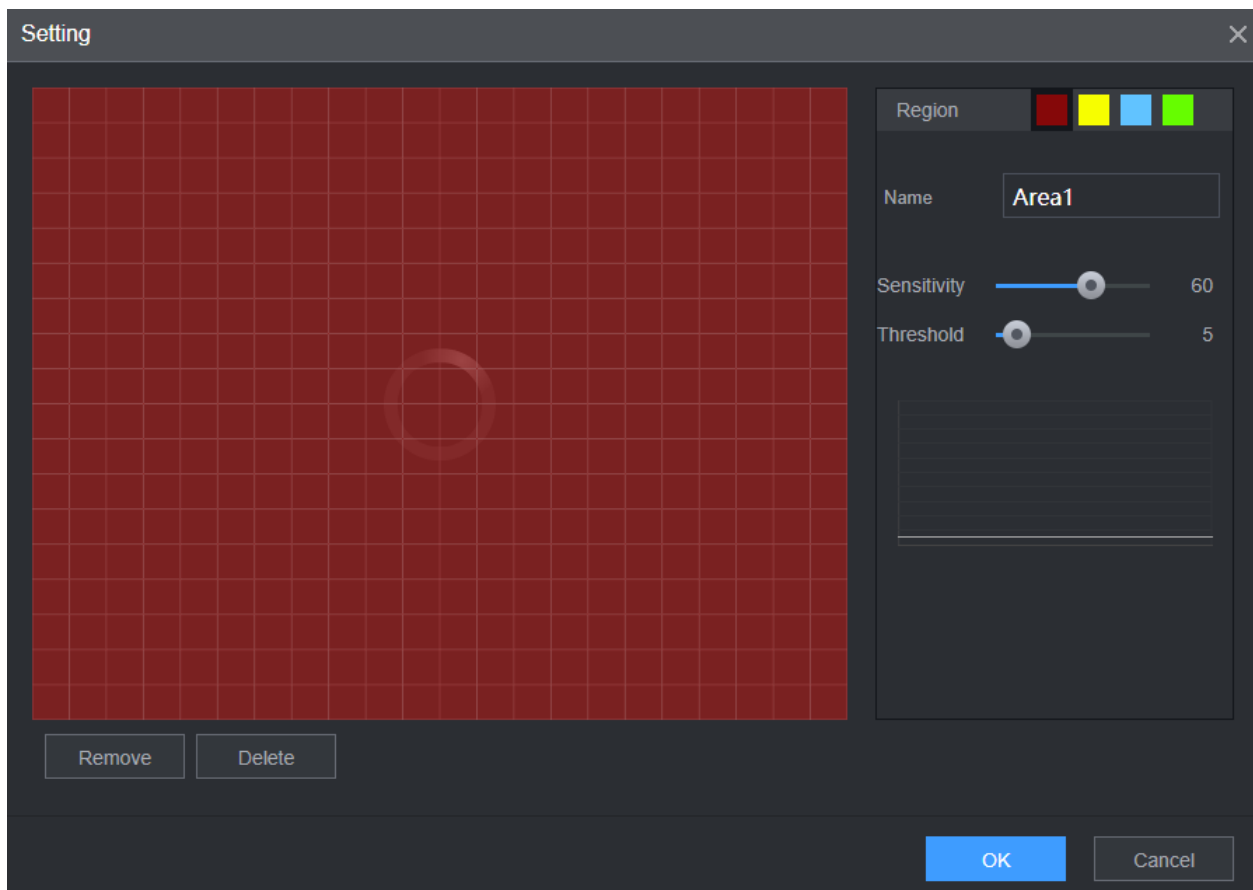 Setting
Region
Name Area1
Sensitivity 60
Threshold 5
Remove Delete
OK Cancel